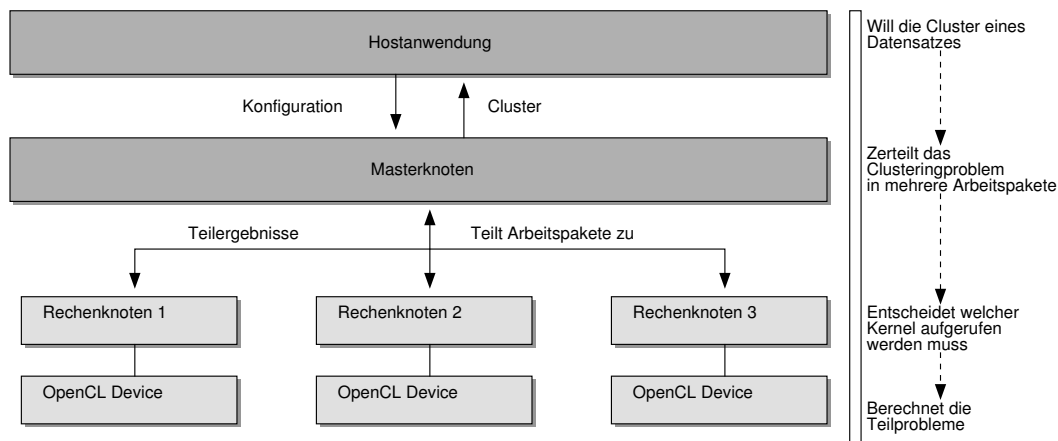 Hostanwendung
Will die Cluster eines
Datensatzes
Konfiguration
Cluster
Masterknoten
Zerteilt das
Clusteringproblem
in mehrere Arbeitspakete
Teilergebnisse
Teilt Arbeitspakete zu
Rechenknoten 1
Rechenknoten 2
Rechenknoten 3
Entscheidet welcher
Kernel aufgerufen
werden muss
OpenCL Device
OpenCL Device
OpenCL Device
Berechnet die
Teilprobleme